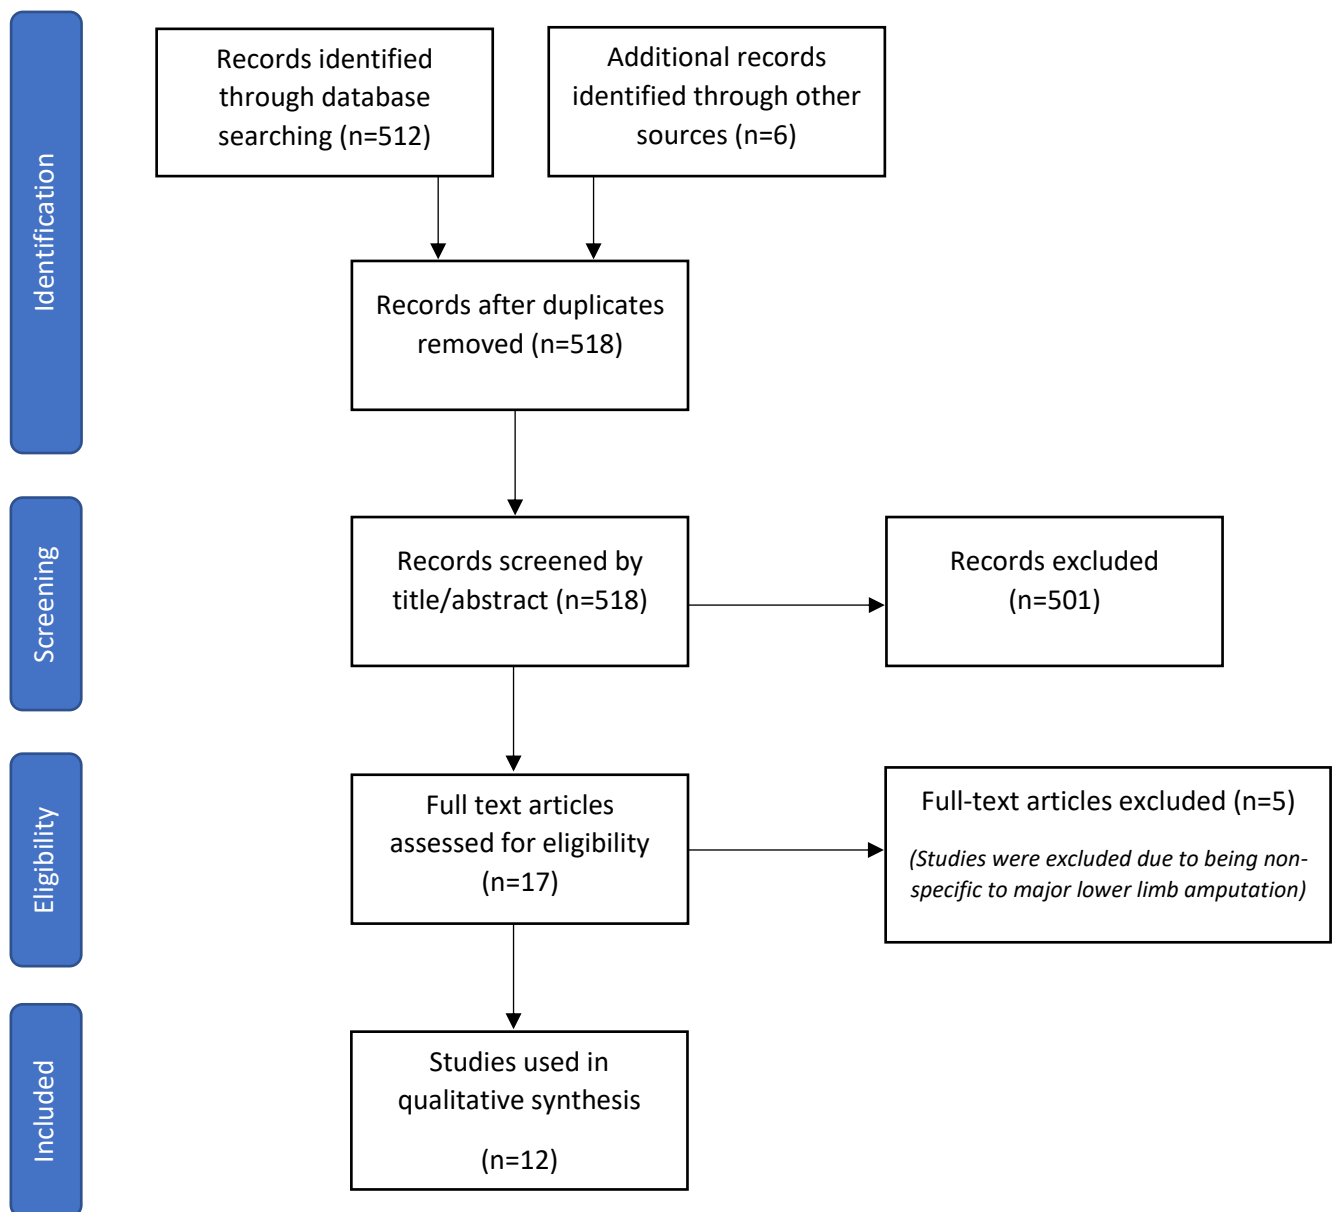 Identification
Records identified
through database
searching (n=512)
Additional records
identified through other
sources (n=6)
Records after duplicates
removed (n=518)
Screening
Records screened by
title/abstract (n=518)
Records excluded
(n=501)
Eligibility
Full text articles
assessed for eligibility
(n=17)
Full-text articles excluded (n=5)
(Studies were excluded due to being non-
specific to major lower limb amputation)
Included
Studies used in
qualitative synthesis
(n=12)